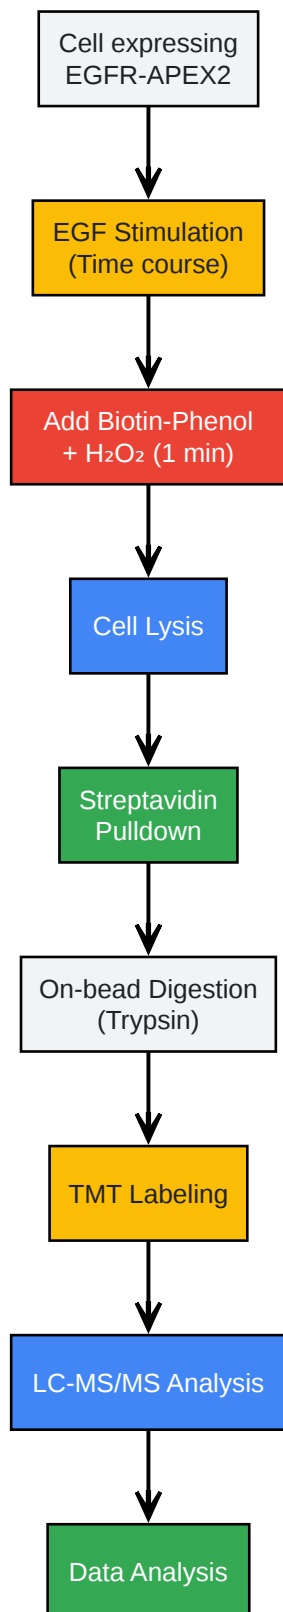 Cell expressing
EGFR-APEX2
EGF Stimulation
(Time course)
Add Biotin-Phenol
+ H₂O₂ (1 min)
Cell Lysis
Streptavidin
Pulldown
On-bead Digestion
(Trypsin)
TMT Labeling
LC-MS/MS Analysis
Data Analysis